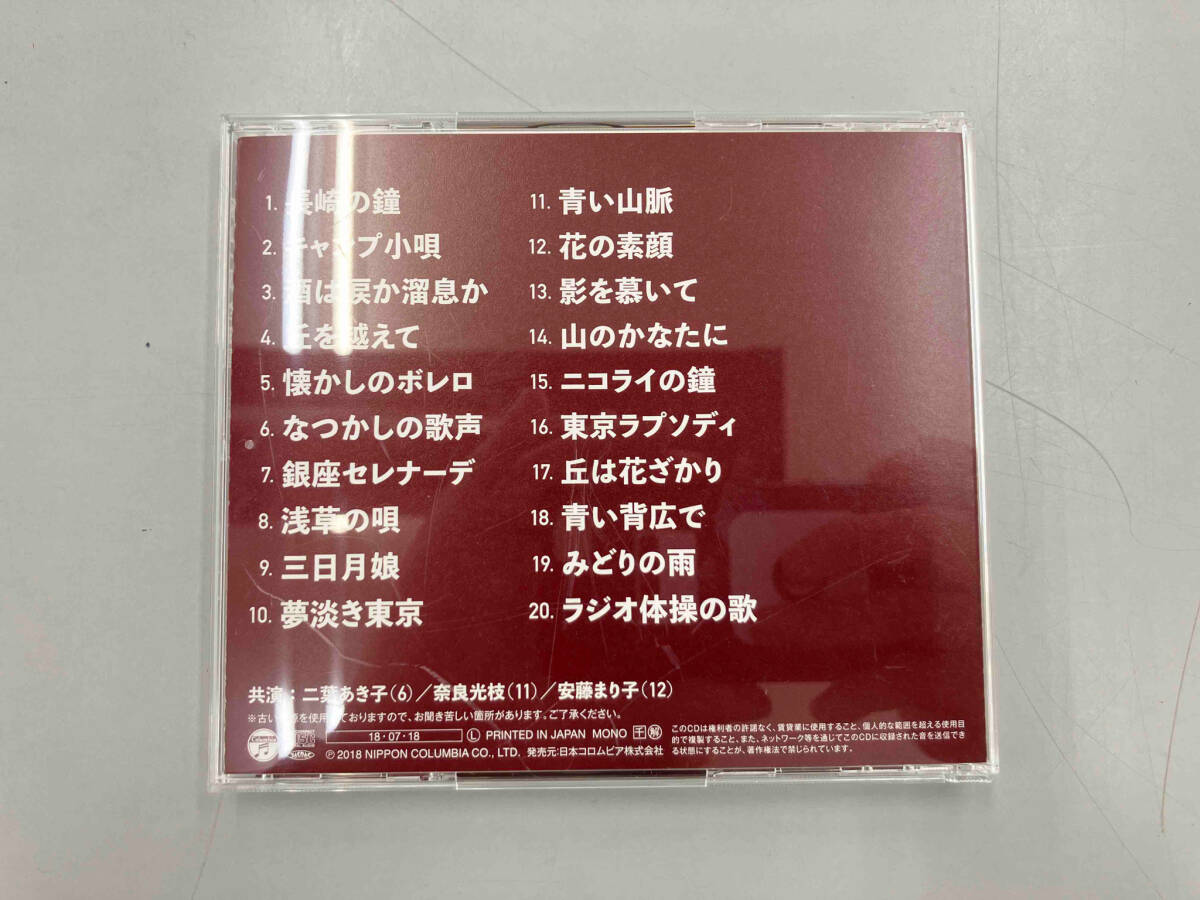 1. 長崎の鐘
2. チャンプ小唄
3. 酒は涙か溜息か
4. 丘を越えて
5. 懐かしのボレロ
6. なつかしの歌声
7. 銀座セレナーデ
8. 浅草の唄
9. 三日月娘
10. 夢淡き東京
11. 青い山脈
12. 花の素顔
13. 影を慕いて
14. 山のかなたに
15. ニコライの鐘
16. 東京ラプソディ
17. 丘は花ざかり
18. 青い背広で
19. みどりの雨
20. ラジオ体操の歌
共演:二葉あき子(6)/奈良光枝(11)/安藤まり子(12)
※古い音源を使用しておりますので、お聞き苦しい箇所があります。ご了承ください。
Columbia
18・07・18 Ⓛ PRINTED IN JAPAN MONO
℗2018 NIPPON COLUMBIA CO., LTD. 発売元:日本コロムビア株式会社
このCDは権利者の許諾なく、賃貸業に使用すること、個人的な範囲を超える使用目
的で複製すること、また、ネットワーク等を通じてこのCDに収録された音を送信でき
る状態にすることが、著作権法で禁じられています。